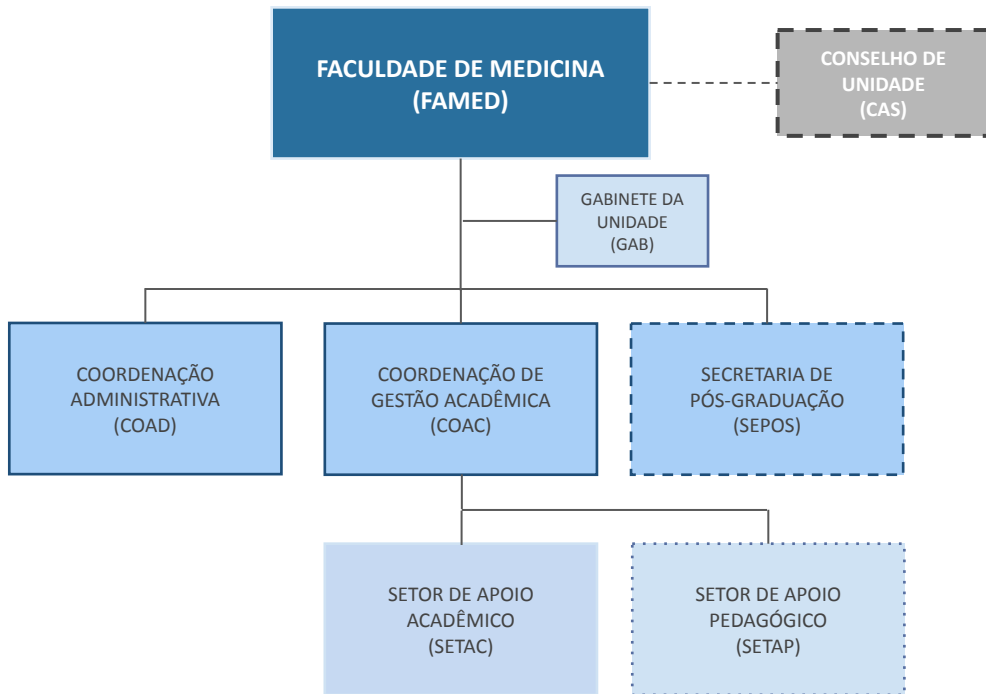 FACULDADE DE MEDICINA
(FAMED)
CONSELHO DE
UNIDADE
(CAS)
GABINETE DA
UNIDADE
(GAB)
COORDENAÇÃO
ADMINISTRATIVA
(COAD)
COORDENAÇÃO DE
GESTÃO ACADÊMICA
(COAC)
SECRETARIA DE
PÓS-GRADUAÇÃO
(SEPOS)
SETOR DE APOIO
ACADÊMICO
(SETAC)
SETOR DE APOIO
PEDAGÓGICO
(SETAP)